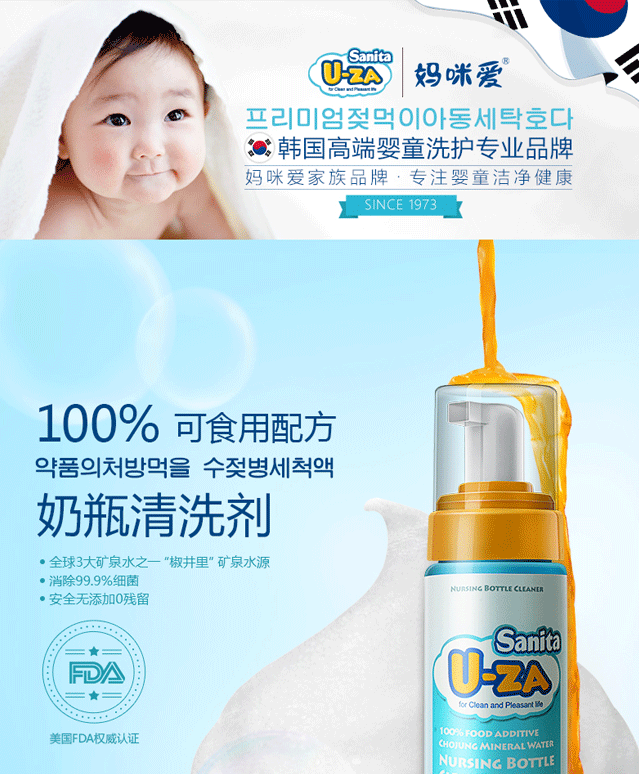 Sanita
U-ZA
for Clean and Pleasant life
妈咪爱®
프리미엄젖먹이아동세탁호다
韩国高端婴童洗护专业品牌
妈咪爱家族品牌 · 专注婴童洁净健康
SINCE 1973
100% 可食用配方
약품의처방먹을 수젖병세척액
奶瓶清洗剂
• 全球3大矿泉水之一 “椒井里” 矿泉水源
• 消除99.9%细菌
• 安全无添加0残留
FDA
美国FDA权威认证
NURSING BOTTLE CLEANER
Sanita
U-ZA
for Clean and Pleasant life
100% FOOD ADDITIVE
CHOJUNG MINERAL WATER
NURSING BOTTLE